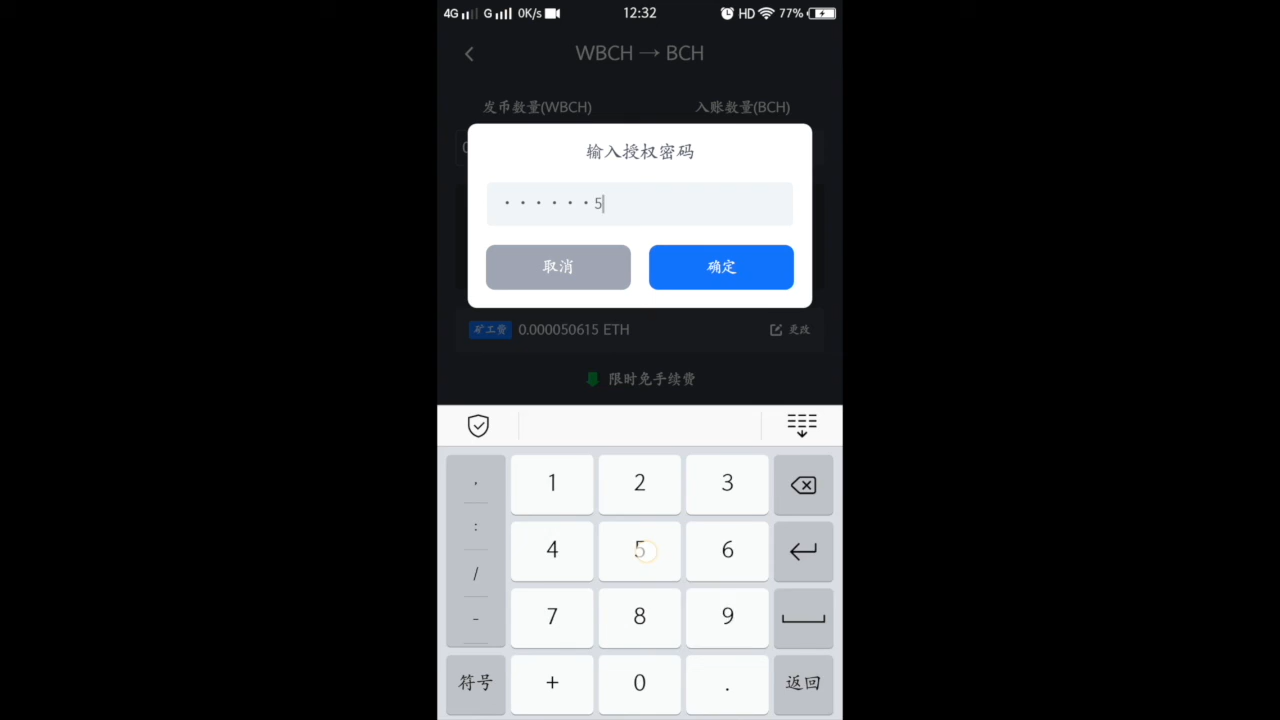 4G G 0K/s 12:32 HD 77%
WBCH → BCH
发币数量(WBCH) 入账数量(BCH)
输入授权密码
······5
取消 确定
矿工费 0.000050615 ETH 更改
限时免手续费
, 1 2 3
:
4 5 6
/
7 8 9
-
符号 + 0 . 返回